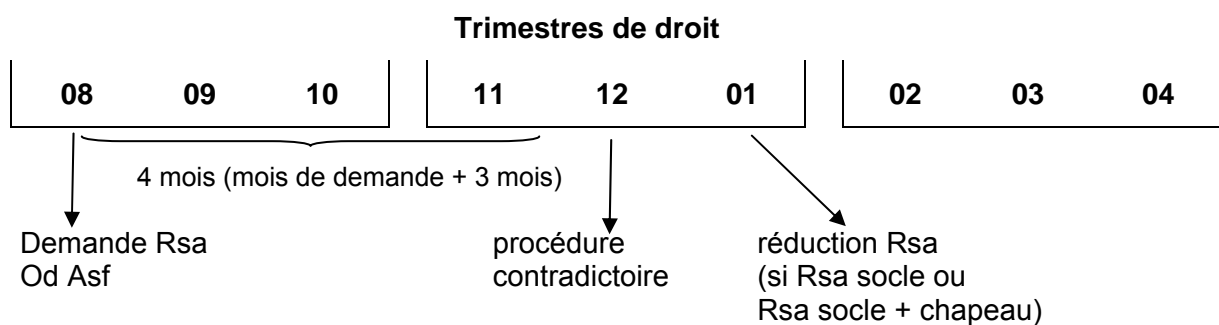 Trimestres de droit
08 09 10 11 12 01 02 03 04
4 mois (mois de demande + 3 mois)
Demande Rsa
Od Asf
procédure
contradictoire
réduction Rsa
(si Rsa socle ou
Rsa socle + chapeau)